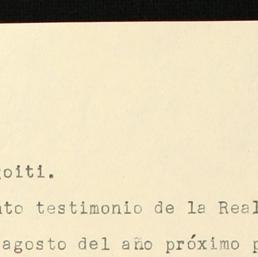 goiti.
nto testimonio de la Real
agosto del año próximo p